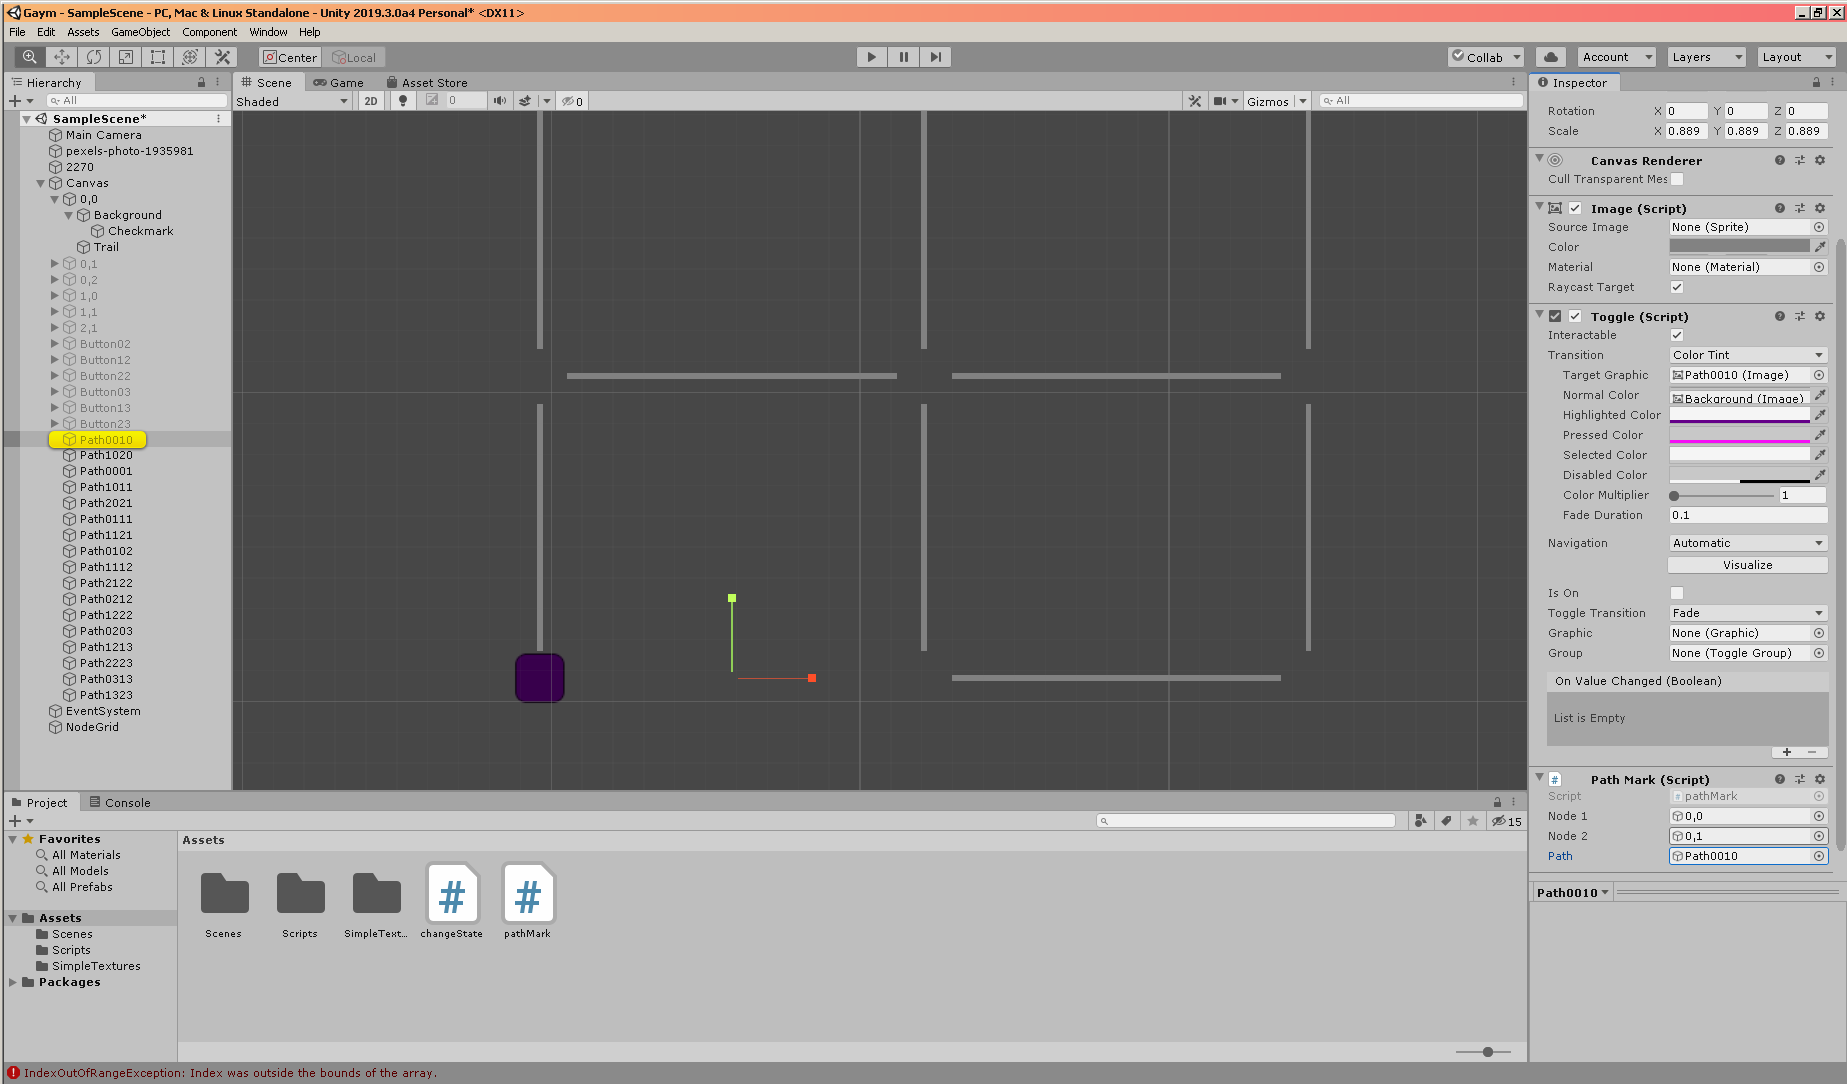 Gaym - SampleScene - PC, Mac & Linux Standalone - Unity 2019.3.0a4 Personal* <DX11>
File Edit Assets GameObject Component Window Help
Center Local Collab Account Layers Layout
Hierarchy
All
SampleScene*
Main Camera
pexels-photo-1935981
2270
Canvas
0,0
Background
Checkmark
Trail
0,1
0,2
1,0
1,1
2,1
Button02
Button12
Button22
Button03
Button13
Button23
Path0010
Path1020
Path0001
Path1011
Path2021
Path0111
Path1121
Path0102
Path1112
Path2122
Path0212
Path1222
Path0203
Path1213
Path2223
Path0313
Path1323
EventSystem
NodeGrid
Scene Game Asset Store
Shaded 2D 0 0 Gizmos All
Inspector
Rotation X 0 Y 0 Z 0
Scale X 0.889 Y 0.889 Z 0.889
Canvas Renderer
Cull Transparent Mes
Image (Script)
Source Image None (Sprite)
Color
Material None (Material)
Raycast Target
Toggle (Script)
Interactable
Transition Color Tint
Target Graphic Path0010 (Image)
Normal Color Background (Image)
Highlighted Color
Pressed Color
Selected Color
Disabled Color
Color Multiplier 1
Fade Duration 0.1
Navigation Automatic
Visualize
Is On
Toggle Transition Fade
Graphic None (Graphic)
Group None (Toggle Group)
On Value Changed (Boolean)
List is Empty
+ −
# Path Mark (Script)
Script # pathMark
Node 1 0,0
Node 2 0,1
Path Path0010
Path0010
Project Console
15
Favorites
All Materials
All Models
All Prefabs
Assets
Scenes
Scripts
SimpleTextures
Packages
Assets
# #
Scenes Scripts SimpleText... changeState pathMark
IndexOutOfRangeException: Index was outside the bounds of the array.